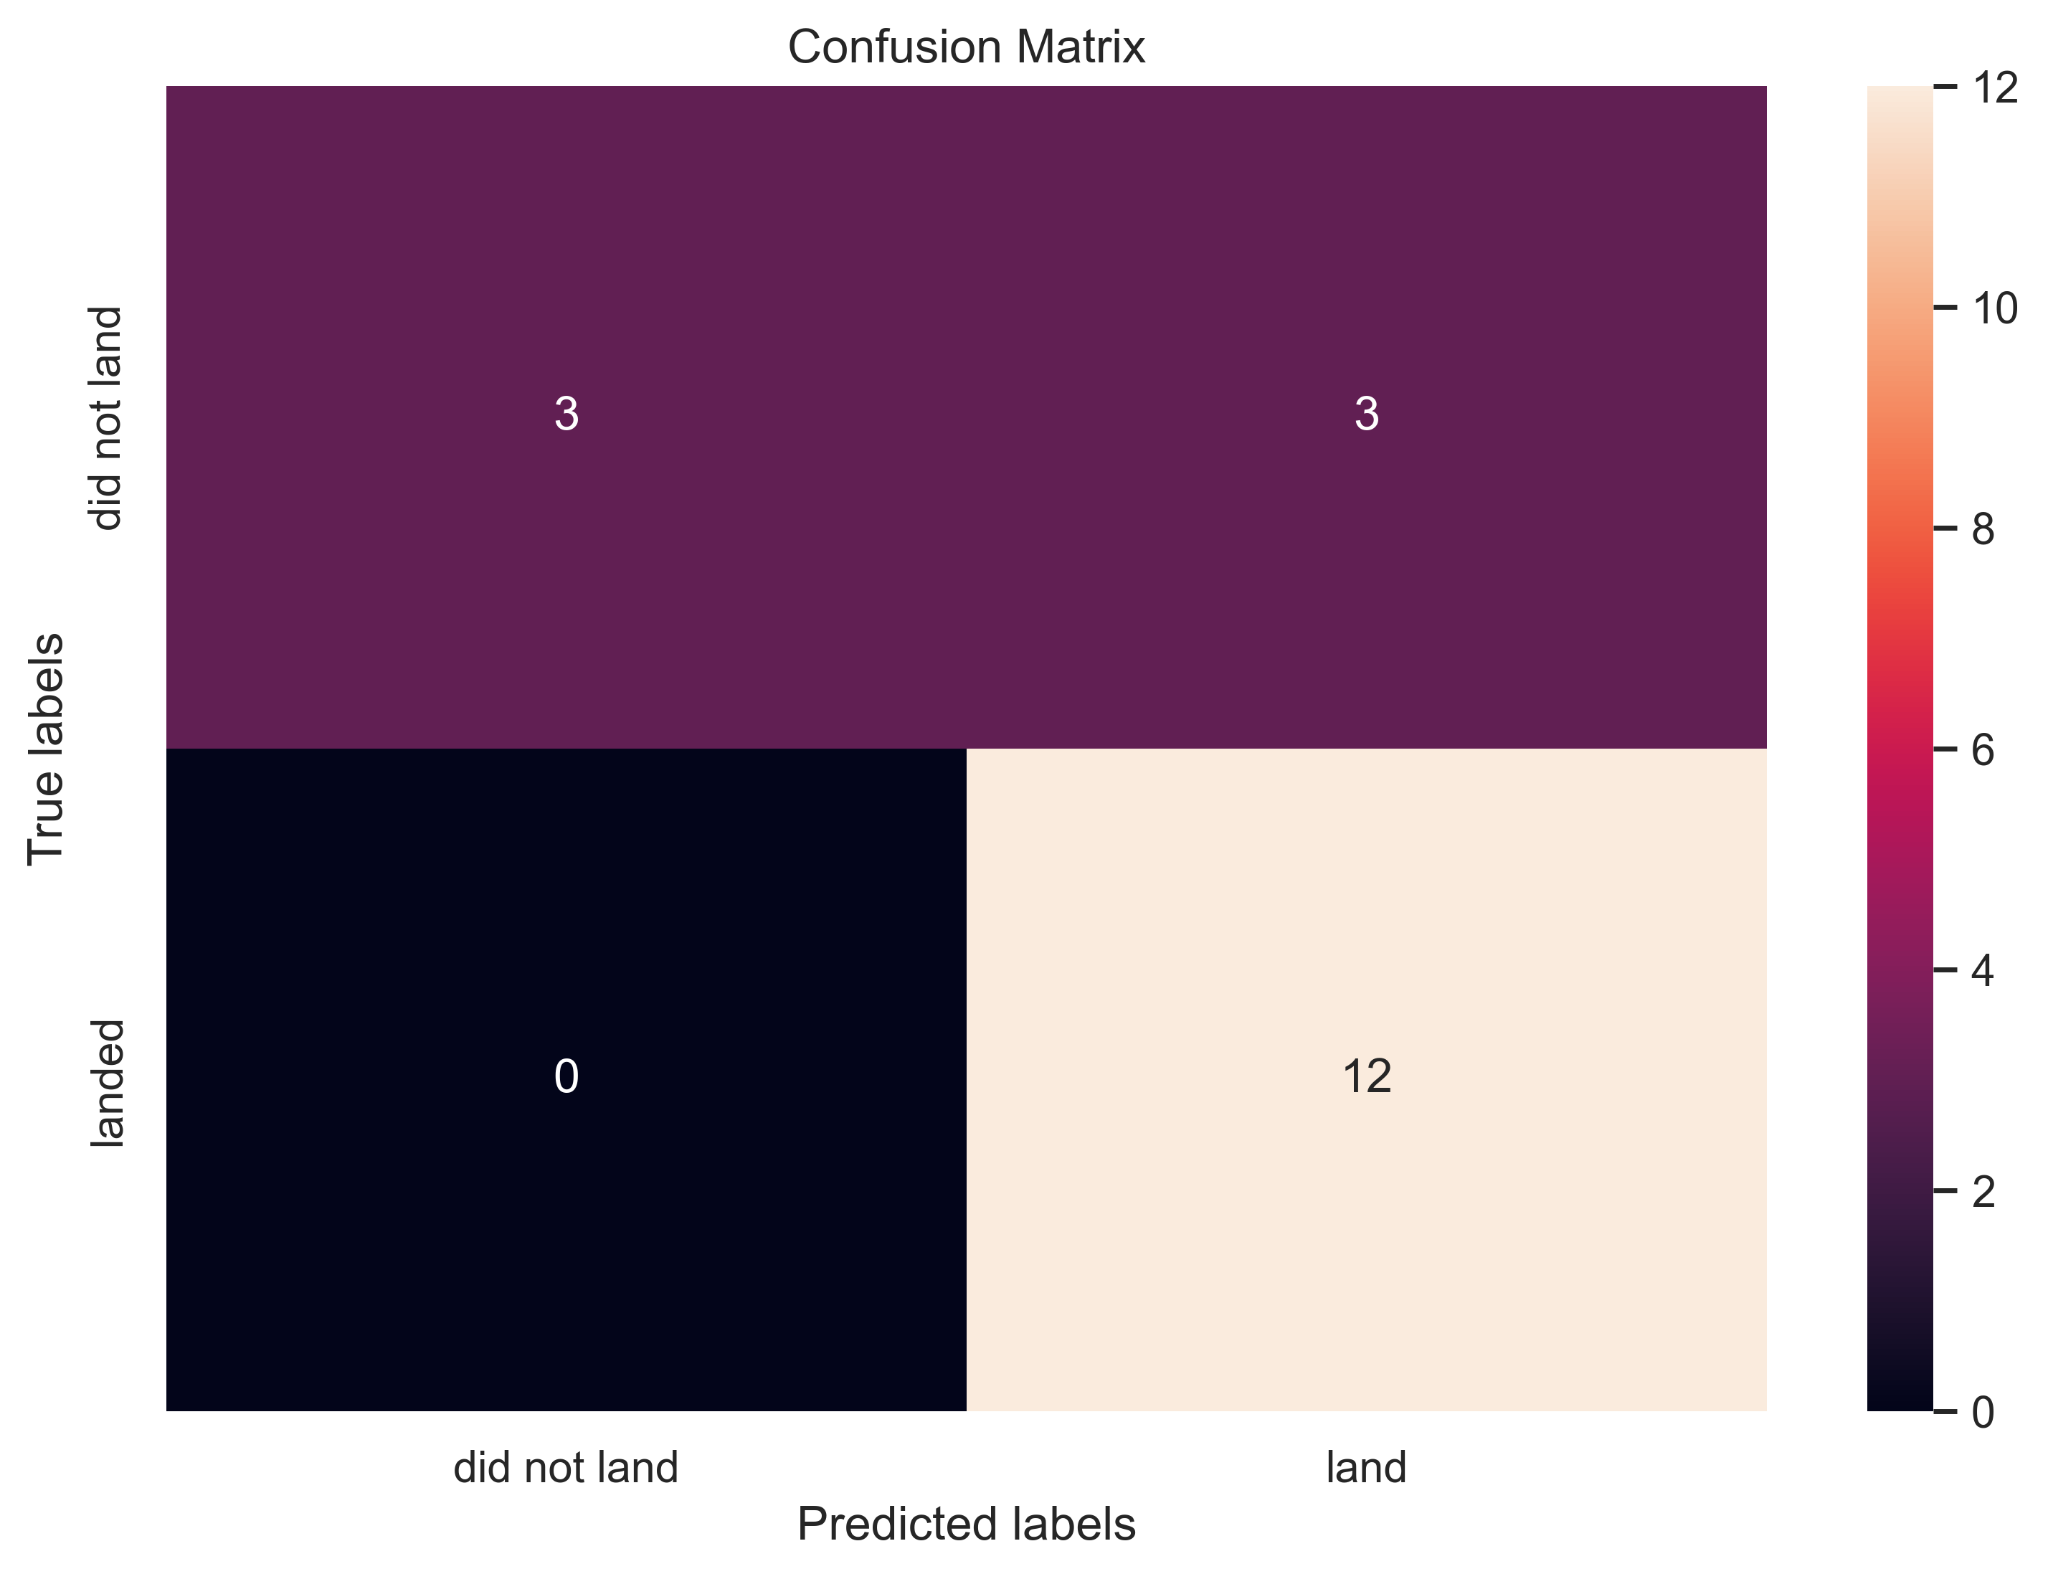 Confusion Matrix
True labels
did not land
landed
3
3
0
12
did not land
land
Predicted labels
12
10
8
6
4
2
0